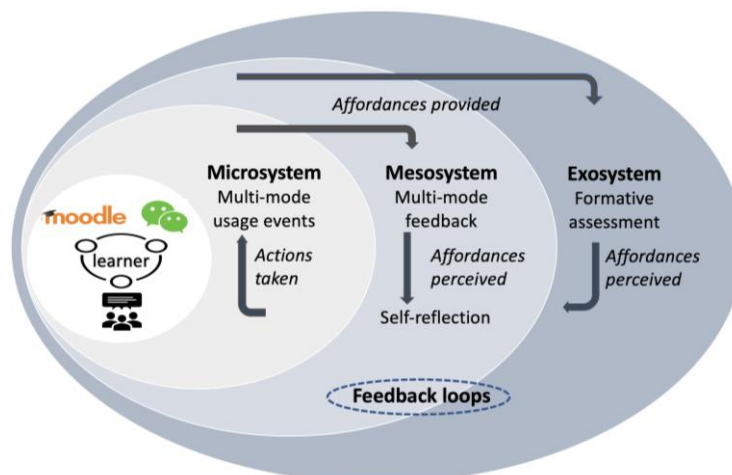 Affordances provided
Microsystem
Multi-mode
usage events
Mesosystem
Multi-mode
feedback
Exosystem
Formative
assessment
moodle
learner
Actions
taken
Affordances
perceived
Affordances
perceived
Self-reflection
Feedback loops